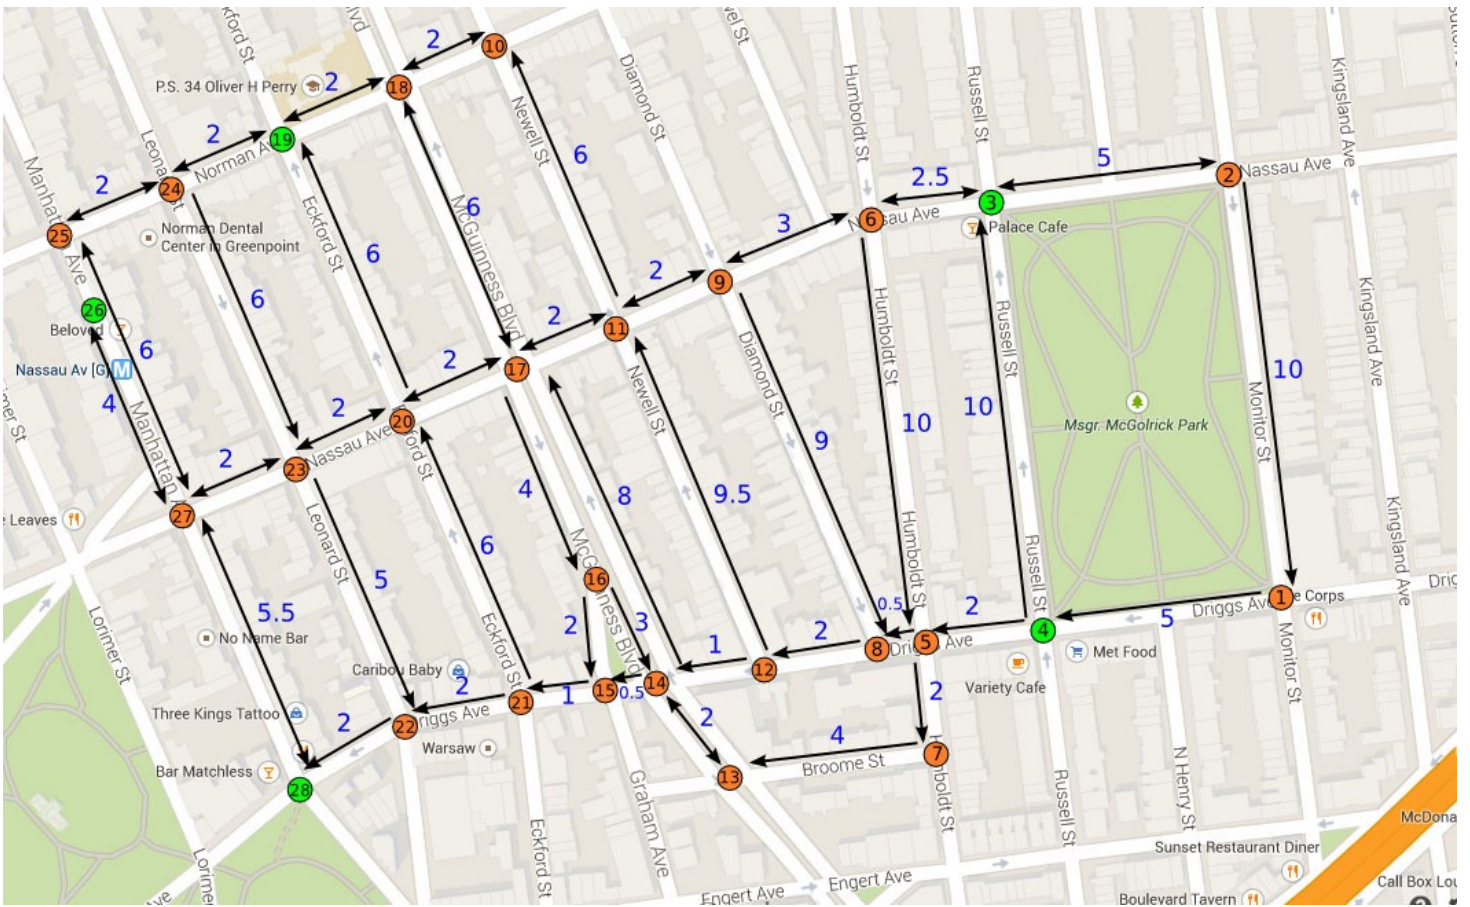 kford St
Blvd
2
10
18
P.S. 34 Oliver H Perry
2
Diamond St
Humboldt St
Russell St
Kingsland Ave
Newell St
2
19
Norman A
6
2
24
25
Manhat
Ave
Norman Dental
Center in Greenpoint
Eckford St
McGuinness Blvd
6
2.5
5
2
Nassau Ave
3
6
Palace Cafe
3
9
2
11
26
Beloved
6
Nassau Av [G]
M
4
6
6
2
17
2
2
20
Nassau Ave
23
2
27
Manhattan A
Humboldt St
Russell St
10
Kingsland Ave
Diamond St
Newell St
9
10
10
Msgr. McGolrick Park
Monitor St
e Leaves
Leonard St
4
8
9.5
6
5
5.5
16
Humboldt St
Russell St
Kingsland Ave
Lorimer St
No Name Bar
Eckford St
2
3
1
2
0.5
2
5
Driggs Ave
1
e Corps
8
5
4
Met Food
Variety Cafe
Monitor St
Caribou Baby
2
1
15
0.5
14
12
21
Three Kings Tattoo
2
22
riggs Ave
Warsaw
2
2
4
7
Bar Matchless
28
13
Broome St
Graham Ave
N Henry St
Russell St
Eckford St
Engert Ave
Engert Ave
Sunset Restaurant Diner
McDona
Boulevard Tavern
Call Box Lou